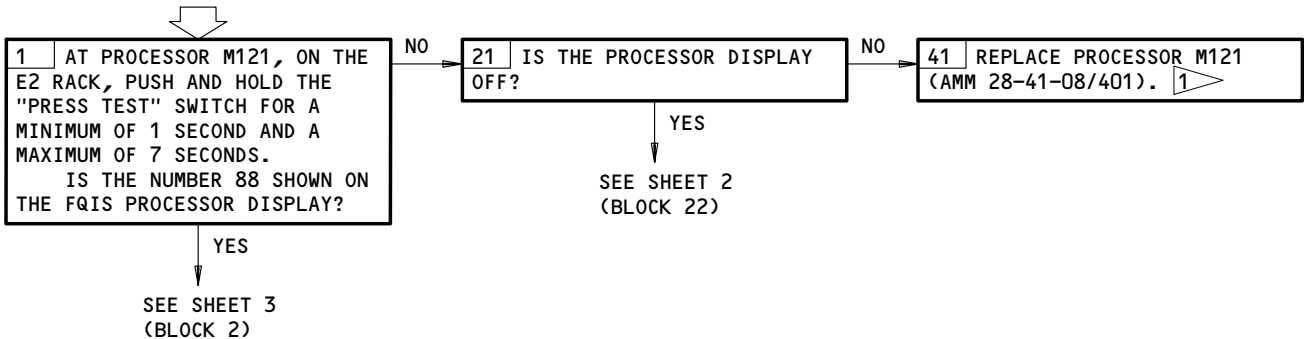 1 AT PROCESSOR M121, ON THE
E2 RACK, PUSH AND HOLD THE
"PRESS TEST" SWITCH FOR A
MINIMUM OF 1 SECOND AND A
MAXIMUM OF 7 SECONDS.
IS THE NUMBER 88 SHOWN ON
THE FQIS PROCESSOR DISPLAY?
NO
21 IS THE PROCESSOR DISPLAY
OFF?
NO
41 REPLACE PROCESSOR M121
(AMM 28-41-08/401). 1
YES
SEE SHEET 2
(BLOCK 22)
YES
SEE SHEET 3
(BLOCK 2)